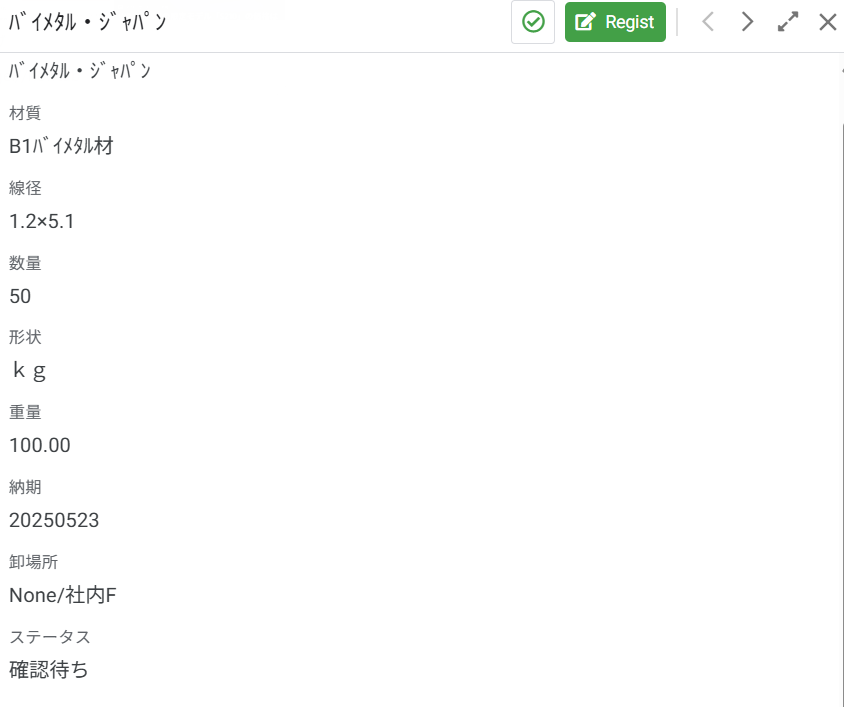 ﾊﾞｲﾒﾀﾙ・ｼﾞｬﾊﾟﾝ
Regist
ﾊﾞｲﾒﾀﾙ・ｼﾞｬﾊﾟﾝ
材質
B1ﾊﾞｲﾒﾀﾙ材
線径
1.2×5.1
数量
50
形状
ｋｇ
重量
100.00
納期
20250523
卸場所
None/社内F
ステータス
確認待ち